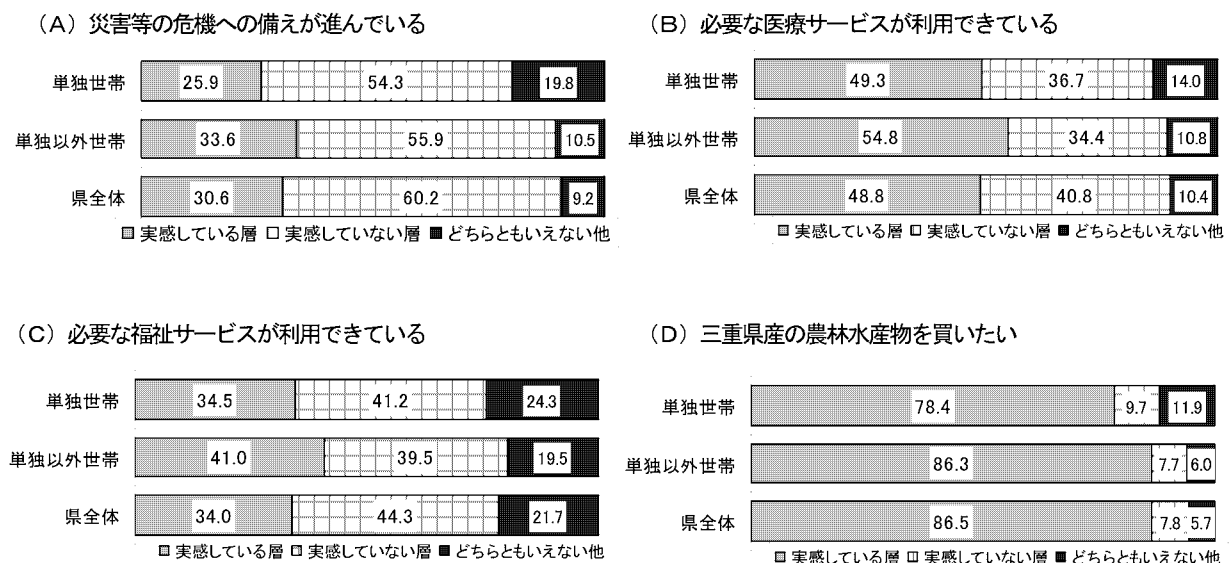 （A）災害等の危機への備えが進んでいる
単独世帯 25.9 54.3 19.8
単独以外世帯 33.6 55.9 10.5
県全体 30.6 60.2 9.2
実感している層 実感していない層 どちらともいえない他
（B）必要な医療サービスが利用できている
単独世帯 49.3 36.7 14.0
単独以外世帯 54.8 34.4 10.8
県全体 48.8 40.8 10.4
実感している層 実感していない層 どちらともいえない他
（C）必要な福祉サービスが利用できている
単独世帯 34.5 41.2 24.3
単独以外世帯 41.0 39.5 19.5
県全体 34.0 44.3 21.7
実感している層 実感していない層 どちらともいえない他
（D）三重県産の農林水産物を買いたい
単独世帯 78.4 9.7 11.9
単独以外世帯 86.3 7.7 6.0
県全体 86.5 7.8 5.7
実感している層 実感していない層 どちらともいえない他